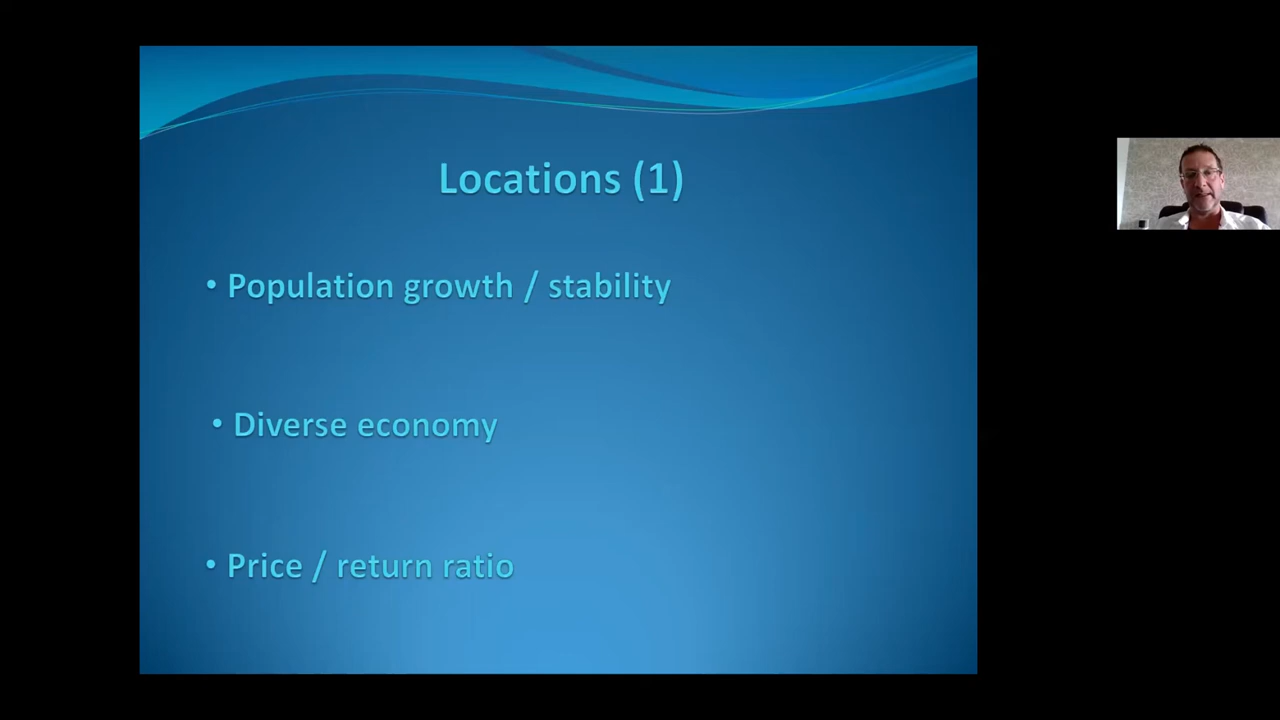 Locations (1)
• Population growth / stability
• Diverse economy
• Price / return ratio